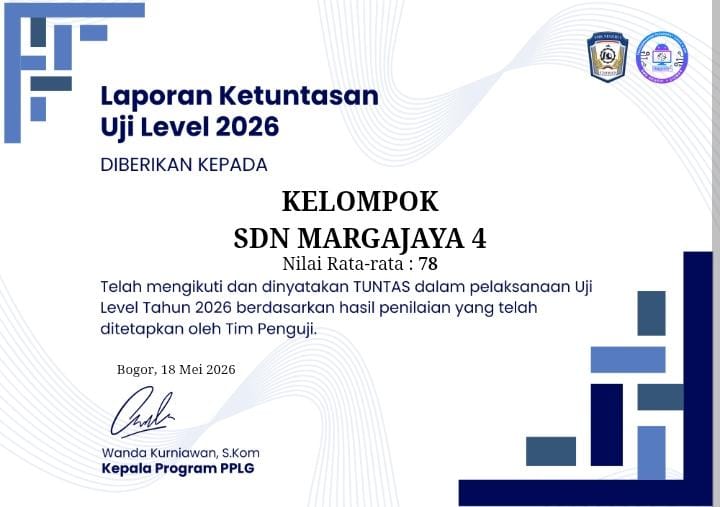 Laporan Ketuntasan
Uji Level 2026
DIBERIKAN KEPADA
KELOMPOK
SDN MARGAJAYA 4
Nilai Rata-rata : 78
Telah mengikuti dan dinyatakan TUNTAS dalam pelaksanaan Uji
Level Tahun 2026 berdasarkan hasil penilaian yang telah
ditetapkan oleh Tim Penguji.
Bogor, 18 Mei 2026
Wanda Kurniawan, S.Kom
Kepala Program PPLG